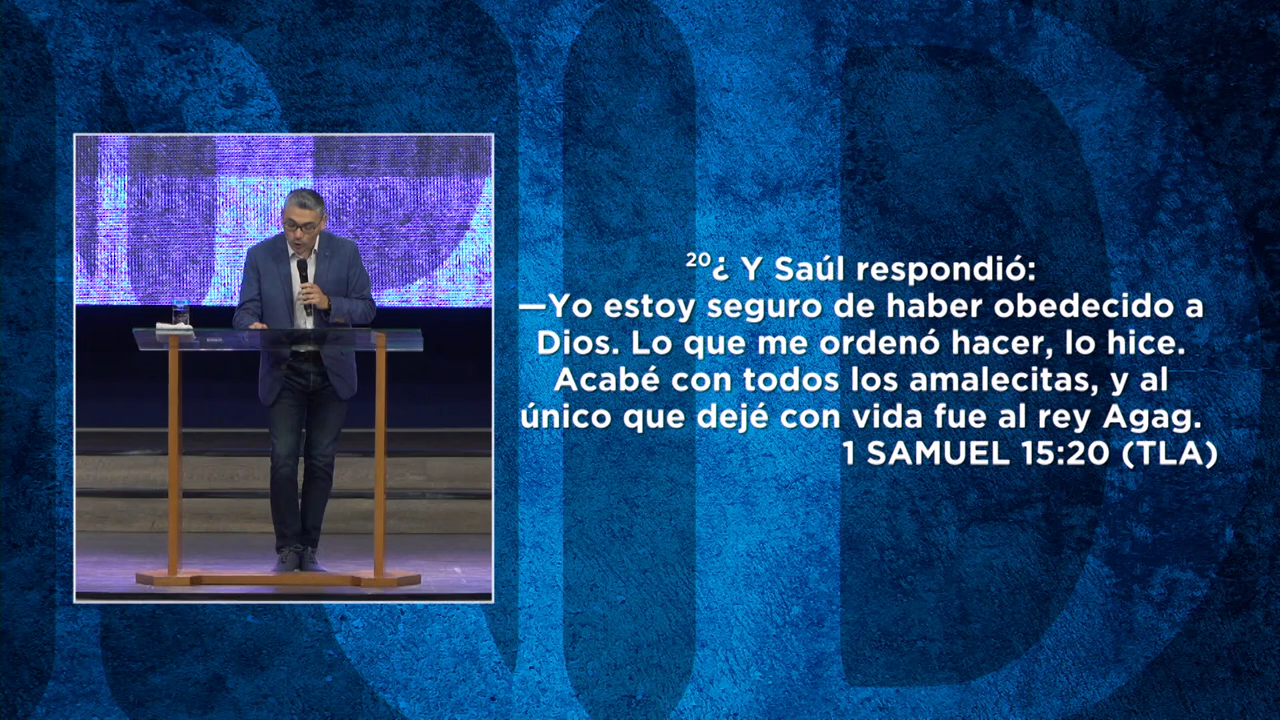 ²⁰¿ Y Saúl respondió:
—Yo estoy seguro de haber obedecido a
Dios. Lo que me ordenó hacer, lo hice.
Acabé con todos los amalecitas, y al
único que dejé con vida fue al rey Agag.
1 SAMUEL 15:20 (TLA)